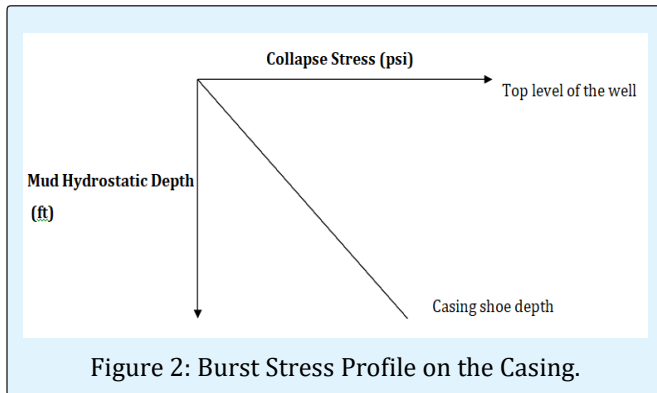 Collapse Stress (psi)
Top level of the well
Mud Hydrostatic Depth
(ft)
Casing shoe depth
Figure 2: Burst Stress Profile on the Casing.